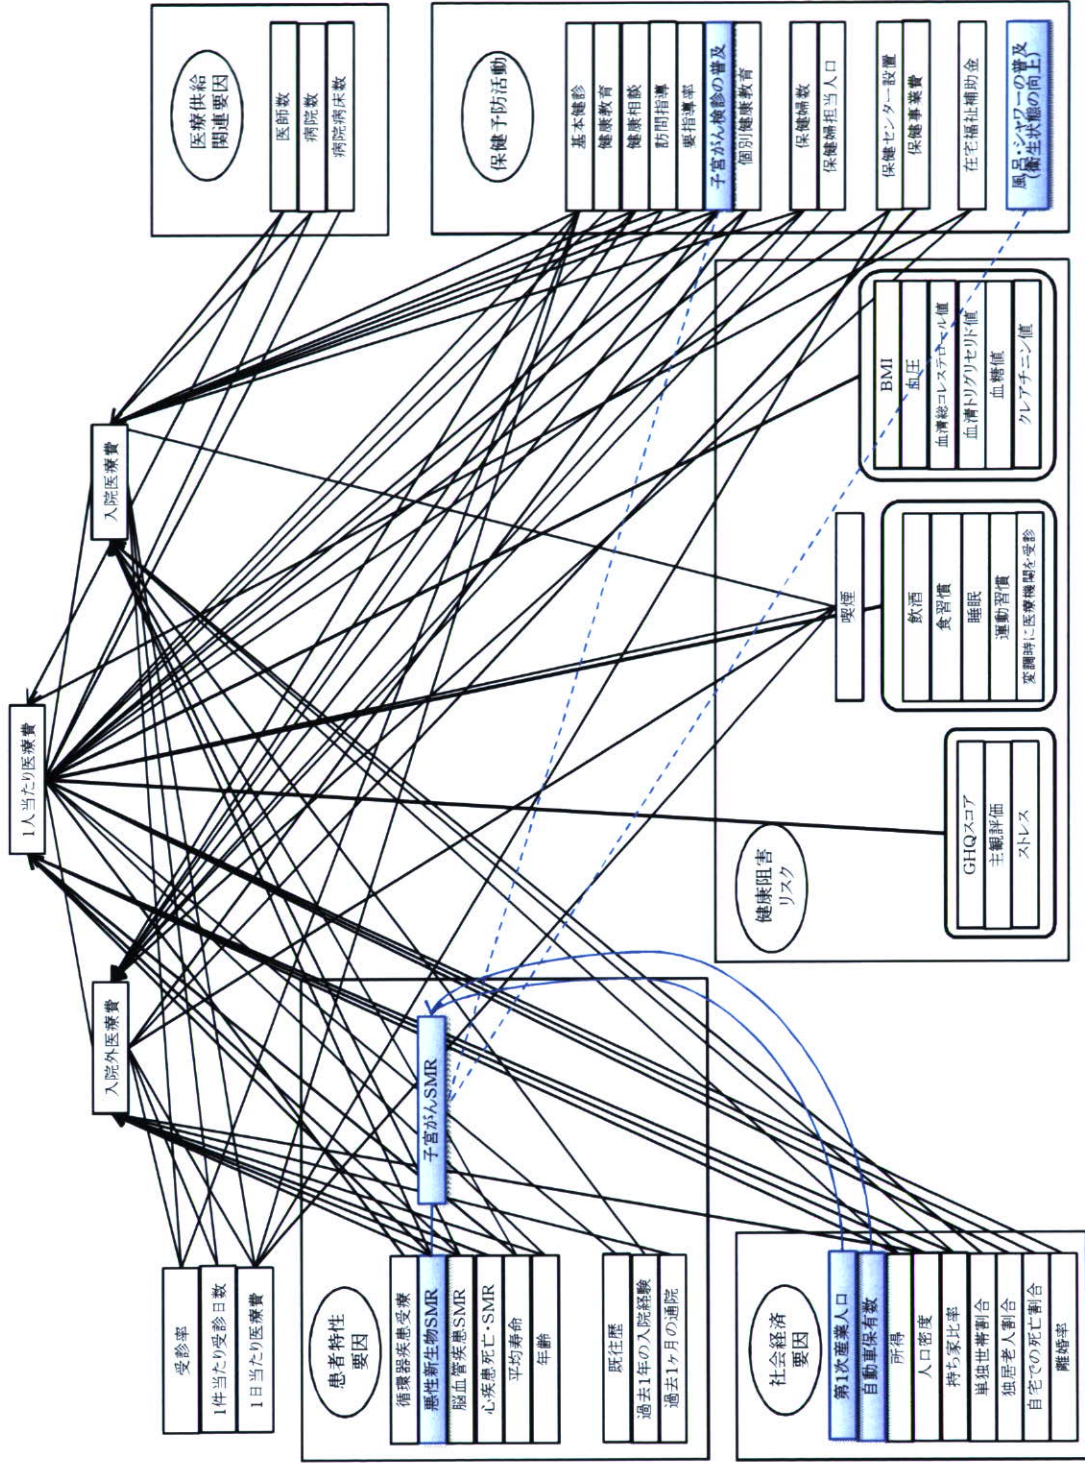 1人当たり医療費
入院外医療費
入院医療費
受診率
1件当たり受診日数
1日当たり医療費
患者特性
要因
循環器疾患受療
悪性新生物SMR
脳血管疾患SMR
心疾患死亡・SMR
平均寿命
年齢
既往歴
過去1年の入院経験
過去1ヶ月の通院
子宮がんSMR
社会経済
要因
第1次産業人口
自動車保有数
所得
人口密度
持ち家比率
単独世帯割合
独居老人割合
自宅での死亡割合
離婚率
健康阻害
リスク
GHQスコア
主観評価
ストレス
喫煙
飲酒
食習慣
睡眠
運動習慣
変調時に医療機関を受診
BMI
血圧
血清総コレステロール値
血清トリグリセリド値
血糖値
クレアチニン値
医療供給
関連要因
医師数
病院数
病院病床数
保健予防活動
基本健診
健康教育
健康相談
訪問指導
要指導率
子宮がん検診の普及
個別健康教育
保健婦数
保健婦担当人口
保健センター設置
保健事業費
在宅福祉補助金
風呂・シャワーの普及
(衛生状態の向上)